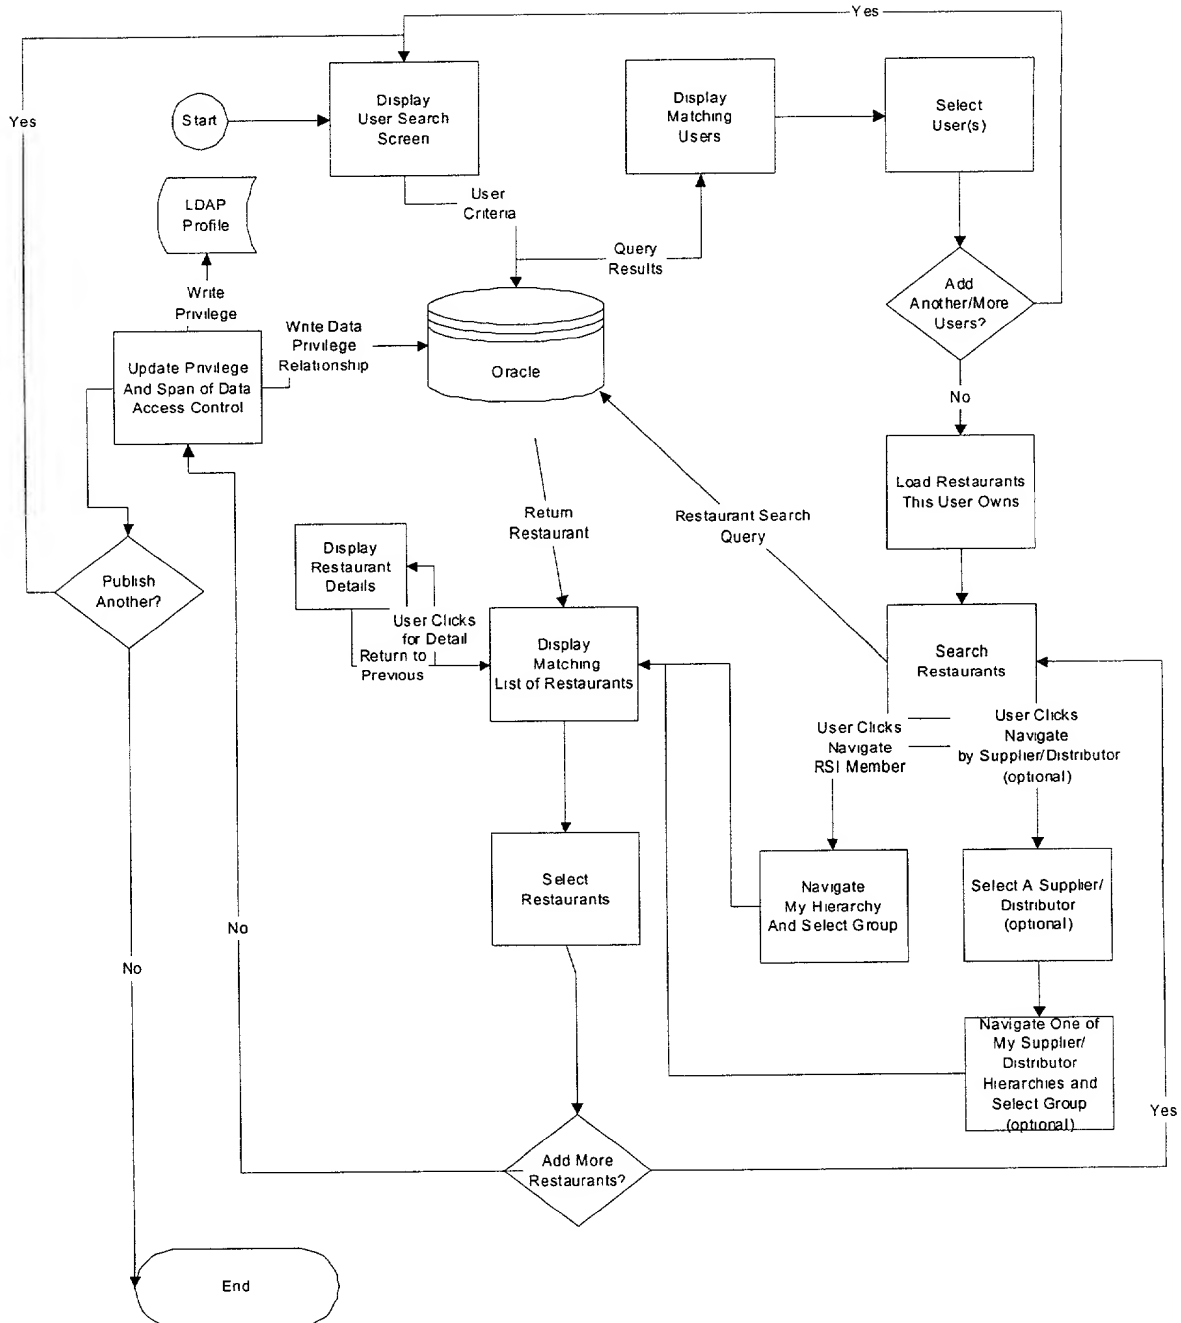 Yes
Yes
Start
Display
User Search
Screen
Display
Matching
Users
Select
User(s)
LDAP
Profile
User
Criteria
Query
Results
Write
Privilege
Add
Another/More
Users?
Write Data
Privilege
Relationship
Update Privilege
And Span of Data
Access Control
Oracle
No
Load Restaurants
This User Owns
Return
Restaurant
Restaurant Search
Query
Display
Restaurant
Details
Publish
Another?
User Clicks
for Detail
Return to
Previous
Display
Matching
List of Restaurants
Search
Restaurants
User Clicks
Navigate
RSI Member
User Clicks
Navigate
by Supplier/Distributor
(optional)
Select
Restaurants
Navigate
My Hierarchy
And Select Group
Select A Supplier/
Distributor
(optional)
No
No
Navigate One of
My Supplier/
Distributor
Hierarchies and
Select Group
(optional)
Yes
Add More
Restaurants?
End